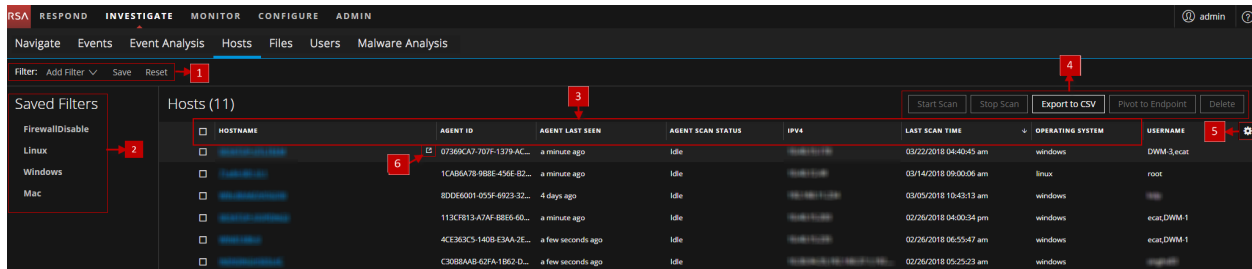 RSA RESPOND INVESTIGATE MONITOR CONFIGURE ADMIN admin ?
Navigate Events Event Analysis Hosts Files Users Malware Analysis
Filter: Add Filter Save Reset 1
Saved Filters
FirewallDisable
Linux
2
Windows
Mac
Hosts (11)
3
4
Start Scan Stop Scan Export to CSV Pivot to Endpoint Delete
HOSTNAME AGENT ID AGENT LAST SEEN AGENT SCAN STATUS IPV4 LAST SCAN TIME OPERATING SYSTEM USERNAME
5
6
07369CA7-707F-1379-AC... a minute ago Idle 03/22/2018 04:40:45 am windows DWM-3,ecat
1CAB6A78-9B8E-456E-B2... a minute ago Idle 03/14/2018 09:00:06 am linux root
8DDE6001-055F-6923-32... 4 days ago Idle 03/05/2018 10:43:13 am windows
113CF813-A7AF-B8E6-60... a minute ago Idle 02/26/2018 04:00:34 pm windows ecat,DWM-1
4CE363C5-140B-E3AA-2E... a few seconds ago Idle 02/26/2018 06:55:47 am windows ecat,DWM-1
C30B8AAB-62FA-1B62-D... a few seconds ago Idle 02/26/2018 05:25:23 am windows